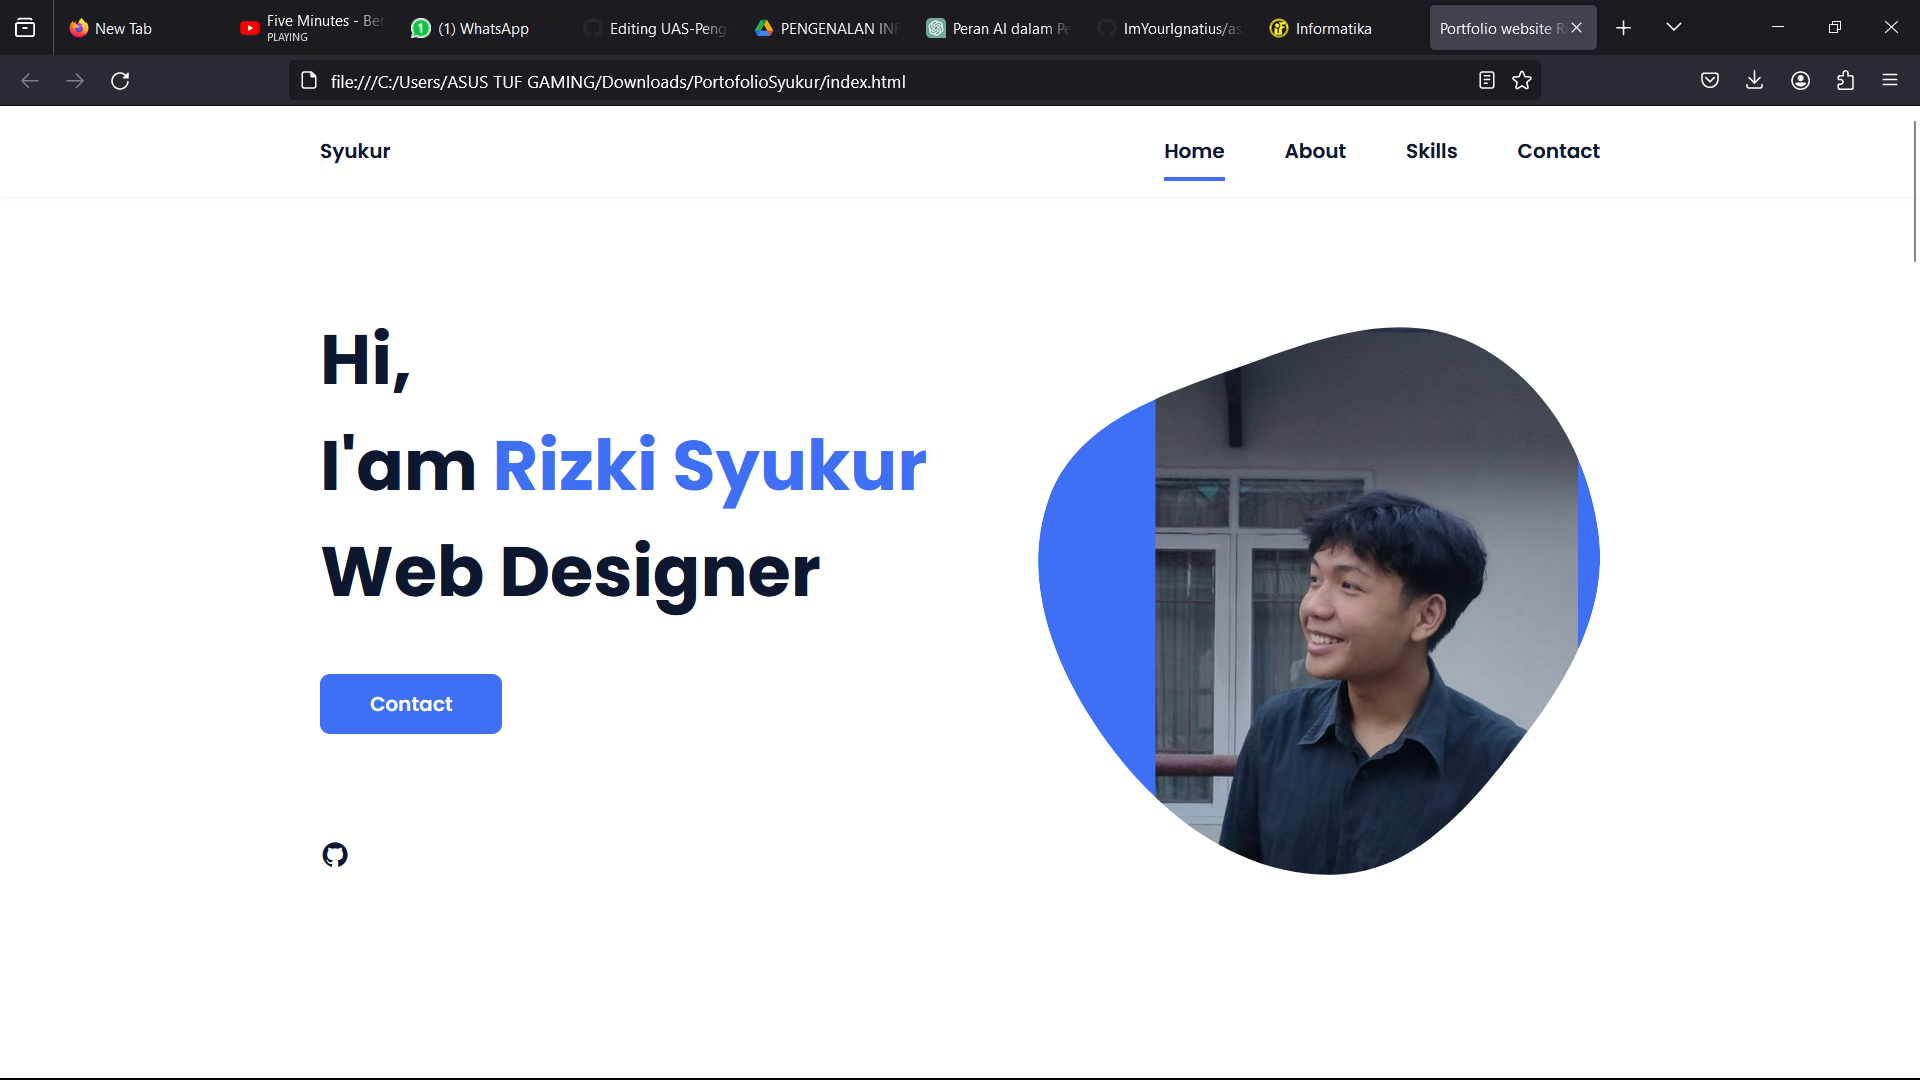 New Tab
Five Minutes - Be
PLAYING
(1) WhatsApp
Editing UAS-Peng
PENGENALAN IN
Peran AI dalam Pe
ImYourIgnatius/as
Informatika
Portfolio website R
file:///C:/Users/ASUS TUF GAMING/Downloads/PortofolioSyukur/index.html
Syukur
Home
About
Skills
Contact
Hi,
I'am Rizki Syukur
Web Designer
Contact